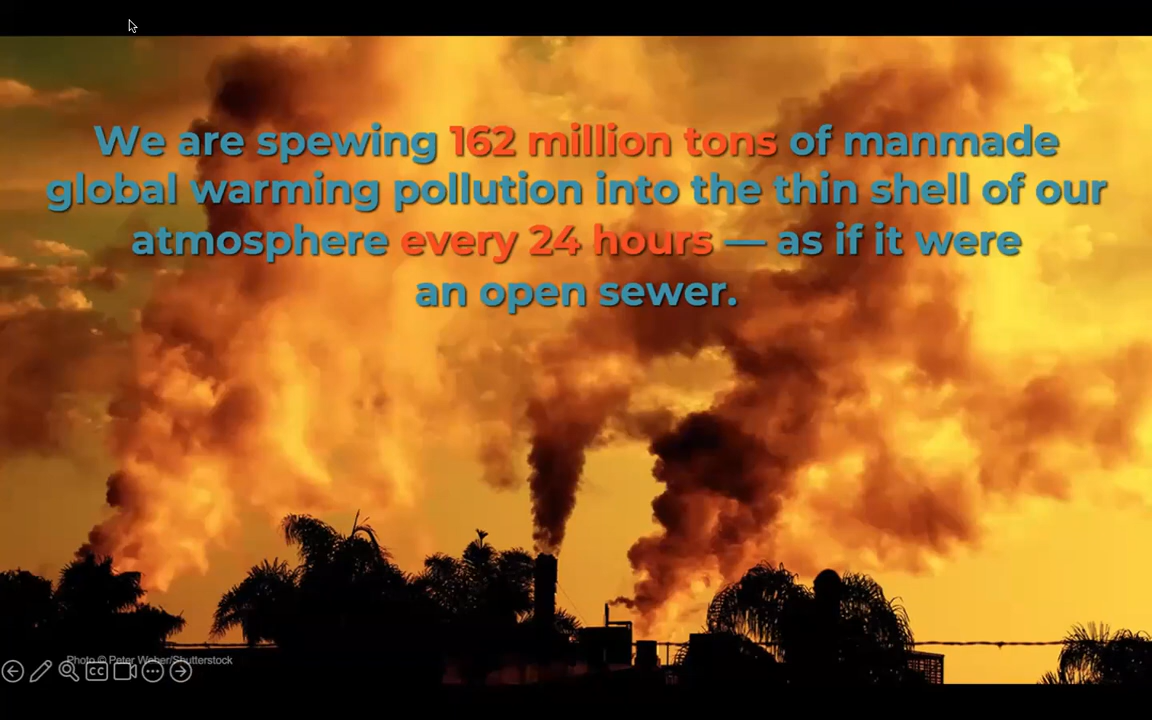 We are spewing 162 million tons of manmade
global warming pollution into the thin shell of our
atmosphere every 24 hours — as if it were
an open sewer.
Photo © Peter Weber/Shutterstock
CC